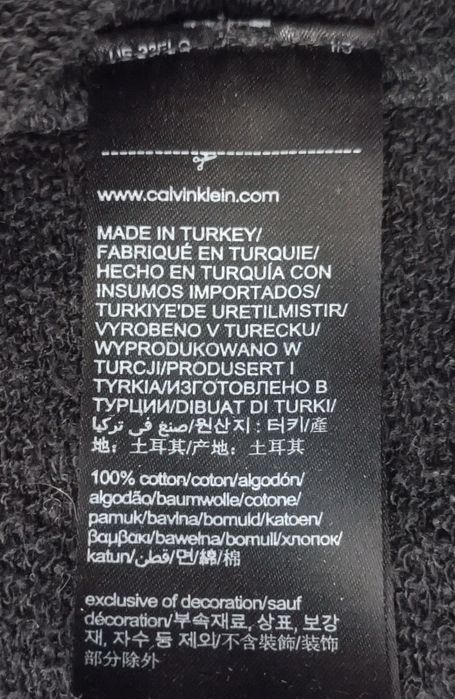 www.calvinklein.com
MADE IN TURKEY/
FABRIQUÉ EN TURQUIE/
HECHO EN TURQUÍA CON
INSUMOS IMPORTADOS/
TURKIYE'DE URETILMISTIR/
VYROBENO V TURECKU/
WYPRODUKOWANO W
TURCJI/PRODUSERT I
TYRKIA/ИЗГОТОВЛЕНО В
ТУРЦИИ/DIBUAT DI TURKI/
صنع في تركيا/원산지 : 터키/產
地：土耳其/产地：土耳其
100% cotton/coton/algodón/
algodão/baumwolle/cotone/
pamuk/bavlna/bomuld/katoen/
βαμβακι/bawełna/bomull/хлопок/
katun/قطن/면/綿/棉
exclusive of decoration/sauf
décoration/부속재료, 상표, 보강
재, 자수 등 제외/不含裝飾/装饰
部分除外